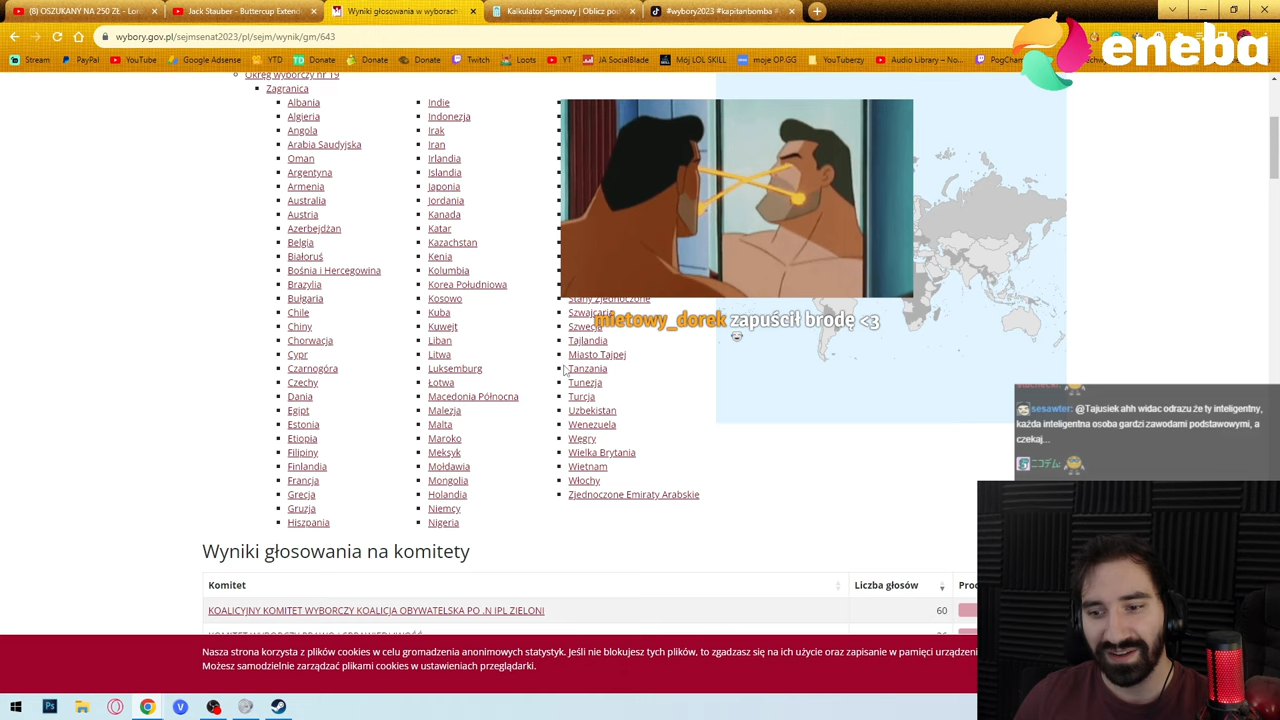 (8) OSZUKANY NA 250 ZŁ - Lo
Jack Stauber - Buttercup Extend
Wyniki głosowania w wyborach
Kalkulator Sejmowy | Oblicz po
#wybory2023 #kapitanbomba #
wybory.gov.pl/sejmsenat2023/pl/sejm/wynik/gm/643
eneba
Stream
PayPal
YouTube
Google Adsense
YTD
Donate
Donate
Donate
Twitch
Loots
YT
JA SocialBlade
Mój LOL SKILL
moje OP.GG
YouTuberzy
Audio Library – No...
PogCham
Okręg wyborczy nr 19
Zagranica
Albania
Algieria
Angola
Arabia Saudyjska
Oman
Argentyna
Armenia
Australia
Austria
Azerbejdżan
Belgia
Białoruś
Bośnia i Hercegowina
Brazylia
Bułgaria
Chile
Chiny
Chorwacja
Cypr
Czarnogóra
Czechy
Dania
Egipt
Estonia
Etiopia
Filipiny
Finlandia
Francja
Grecja
Gruzja
Hiszpania
Indie
Indonezja
Irak
Iran
Irlandia
Islandia
Japonia
Jordania
Kanada
Katar
Kazachstan
Kenia
Kolumbia
Korea Południowa
Kosowo
Kuba
Kuwejt
Liban
Litwa
Luksemburg
Łotwa
Macedonia Północna
Malezja
Malta
Maroko
Meksyk
Mołdawia
Mongolia
Holandia
Niemcy
Nigeria
Stany Zjednoczone
Szwajcaria
Szwecja
Tajlandia
Miasto Tajpej
Tanzania
Tunezja
Turcja
Uzbekistan
Wenezuela
Węgry
Wielka Brytania
Wietnam
Włochy
Zjednoczone Emiraty Arabskie
mietowy_dorek zapuścił brodę <3
sesawter: @Tajusiek ahh widac odrazu że ty inteligentny,
każda inteligentna osoba gardzi zawodami podstawowymi, a
czekaj...
ニコデム:
Wyniki głosowania na komitety
Komitet
Liczba głosów
Pro
KOALICYJNY KOMITET WYBORCZY KOALICJA OBYWATELSKA PO .N IPL ZIELONI
60
Nasza strona korzysta z plików cookies w celu gromadzenia anonimowych statystyk. Jeśli nie blokujesz tych plików, to zgadzasz się na ich użycie oraz zapisanie w pamięci urządzeni
Możesz samodzielnie zarządzać plikami cookies w ustawieniach przeglądarki.